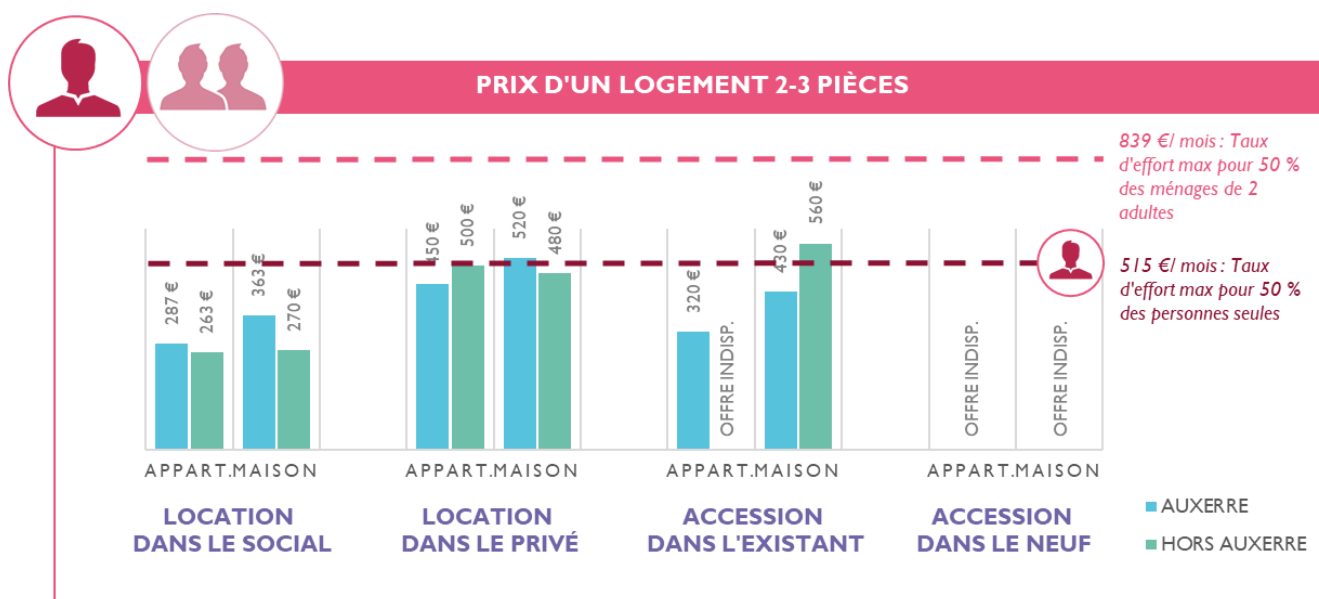 PRIX D'UN LOGEMENT 2-3 PIÈCES
839 €/ mois : Taux
d'effort max pour 50 %
des ménages de 2
adultes
515 €/ mois : Taux
d'effort max pour 50 %
des personnes seules
287 €
263 €
363 €
270 €
450 €
500 €
520 €
480 €
320 €
OFFRE INDISP.
430 €
560 €
OFFRE INDISP.
OFFRE INDISP.
APPART. MAISON
APPART. MAISON
APPART. MAISON
APPART. MAISON
LOCATION
DANS LE SOCIAL
LOCATION
DANS LE PRIVÉ
ACCESSION
DANS L'EXISTANT
ACCESSION
DANS LE NEUF
AUXERRE
HORS AUXERRE